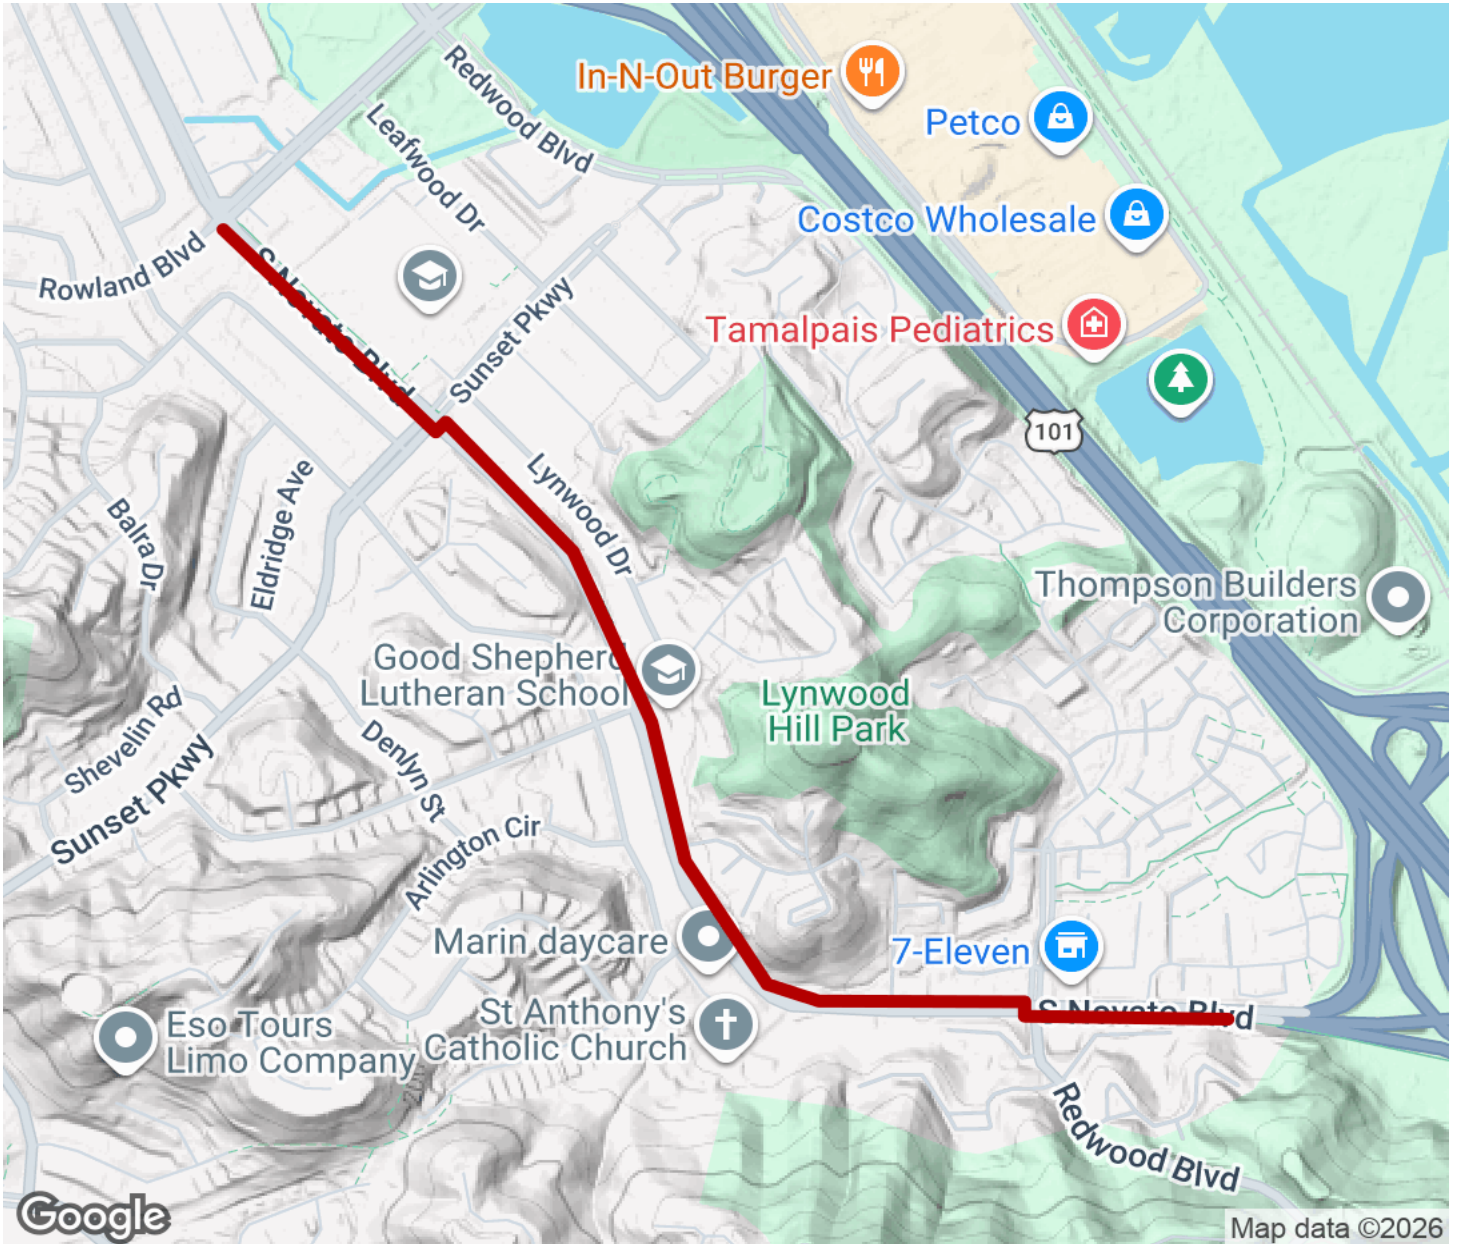 In-N-Out Burger
Redwood Blvd
Petco
Leafwood Dr
Costco Wholesale
Rowland Blvd
S Novato Blvd
Sunset Pkwy
Tamalpais Pediatrics
101
Lynwood Dr
Balra Dr
Eldridge Ave
Thompson Builders
Corporation
Good Shepherd
Lutheran School
Lynwood
Hill Park
Shevelin Rd
Denlyn St
Sunset Pkwy
Arlington Cir
Marin daycare
7-Eleven
St Anthony's
Catholic Church
S Novato Blvd
Eso Tours
Limo Company
Redwood Blvd
Google
Map data ©2026